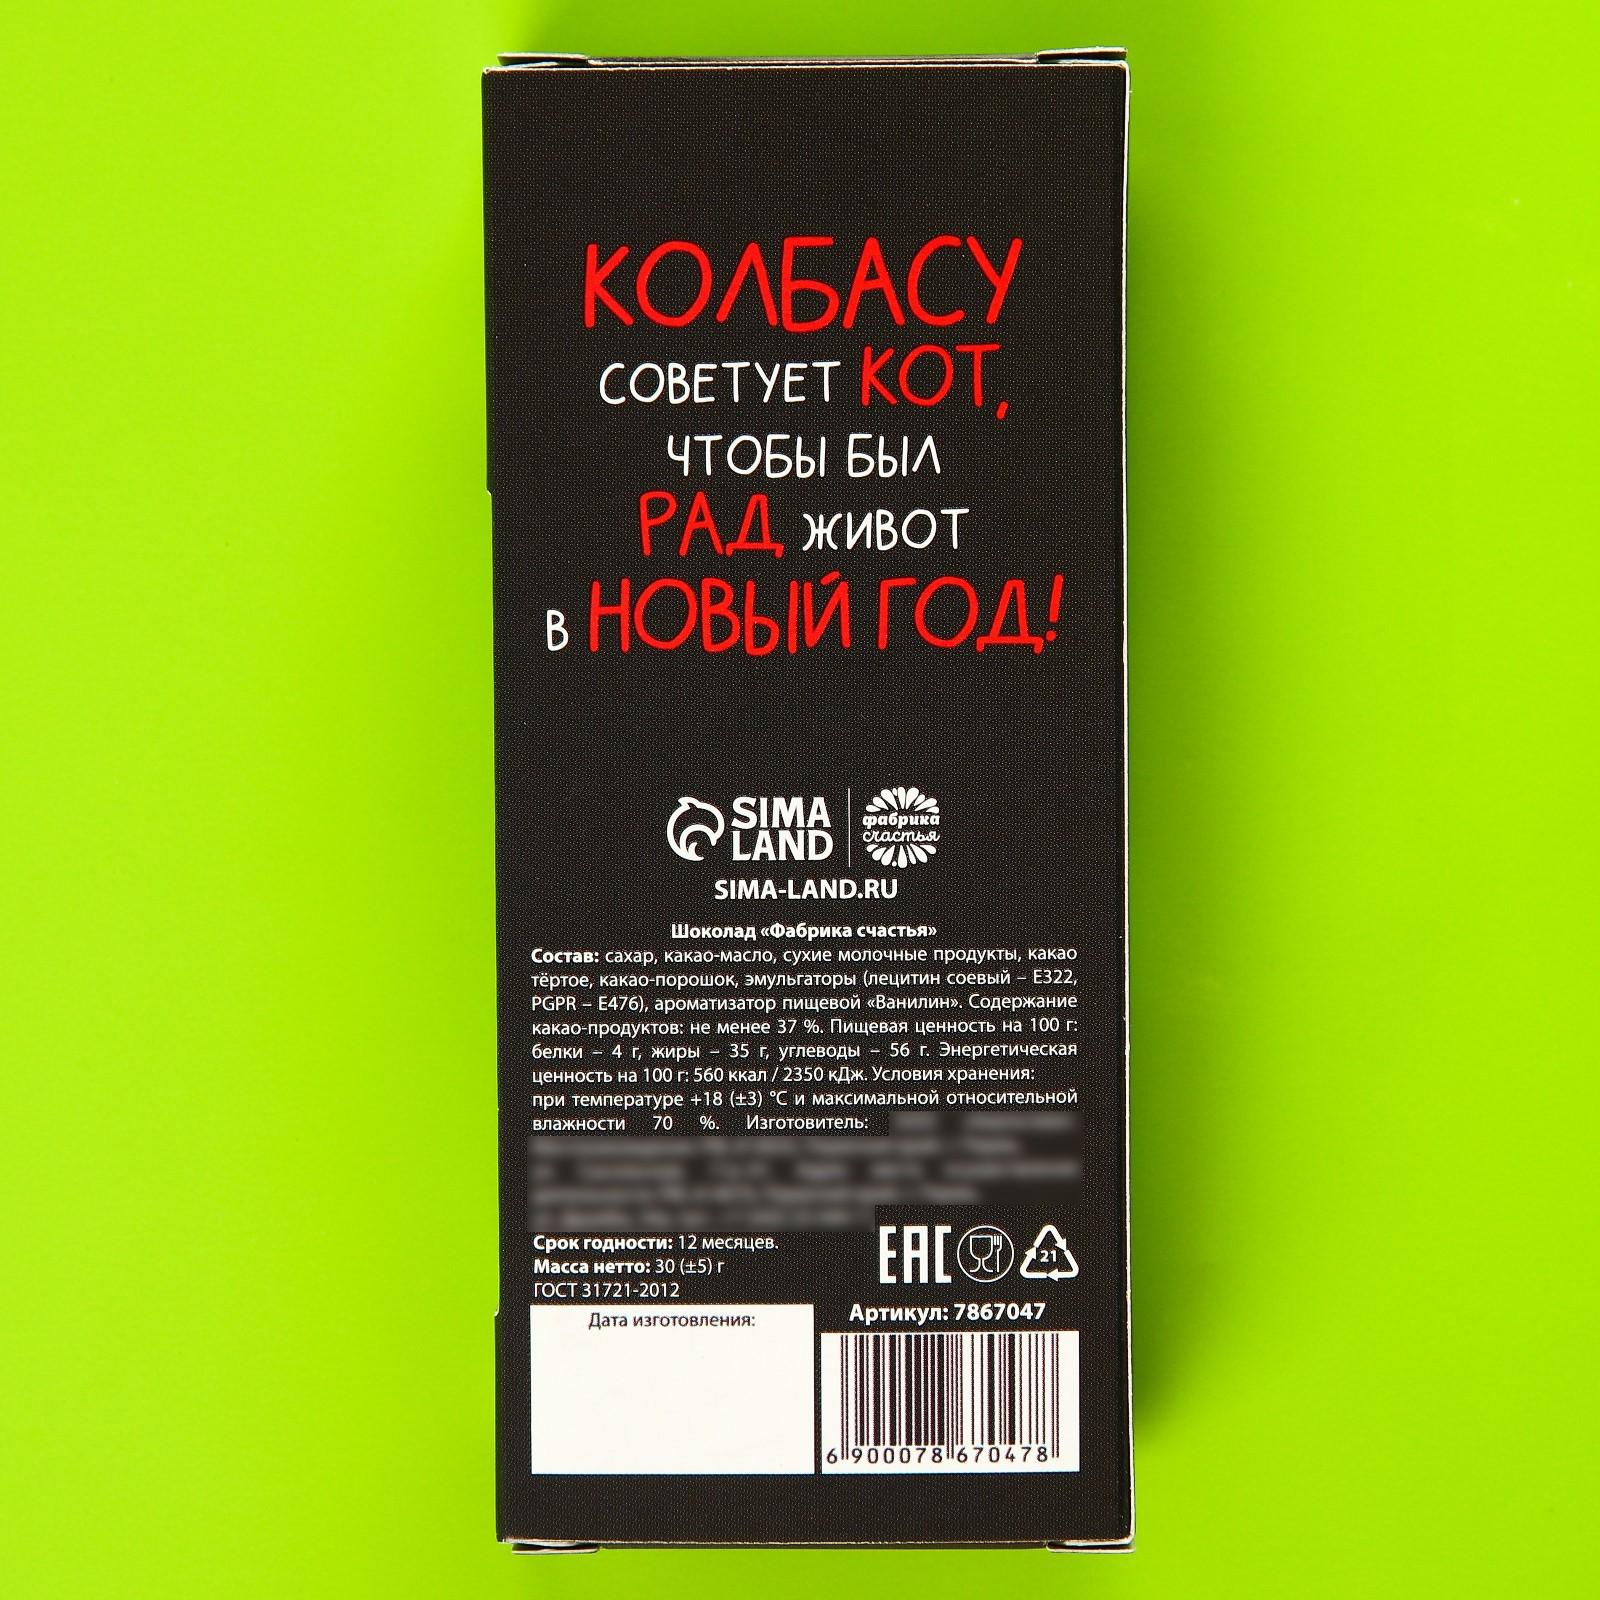 КОЛБАСУ
СОВЕТУЕТ КОТ,
ЧТОБЫ БЫЛ
РАД ЖИВОТ
В НОВЫЙ ГОД!
SIMA
LAND
фабрика
счастья
SIMA-LAND.RU
Шоколад «Фабрика счастья»
Состав: сахар, какао-масло, сухие молочные продукты, какао
тёртое, какао-порошок, эмульгаторы (лецитин соевый – E322,
PGPR – E476), ароматизатор пищевой «Ванилин». Содержание
какао-продуктов: не менее 37 %. Пищевая ценность на 100 г:
белки – 4 г, жиры – 35 г, углеводы – 56 г. Энергетическая
ценность на 100 г: 560 ккал / 2350 кДж. Условия хранения:
при температуре +18 (±3) °C и максимальной относительной
влажности 70 %. Изготовитель:
Срок годности: 12 месяцев.
Масса нетто: 30 (±5) г
ГОСТ 31721-2012
EAC
21
Дата изготовления:
Артикул: 7867047
6 900078 670478